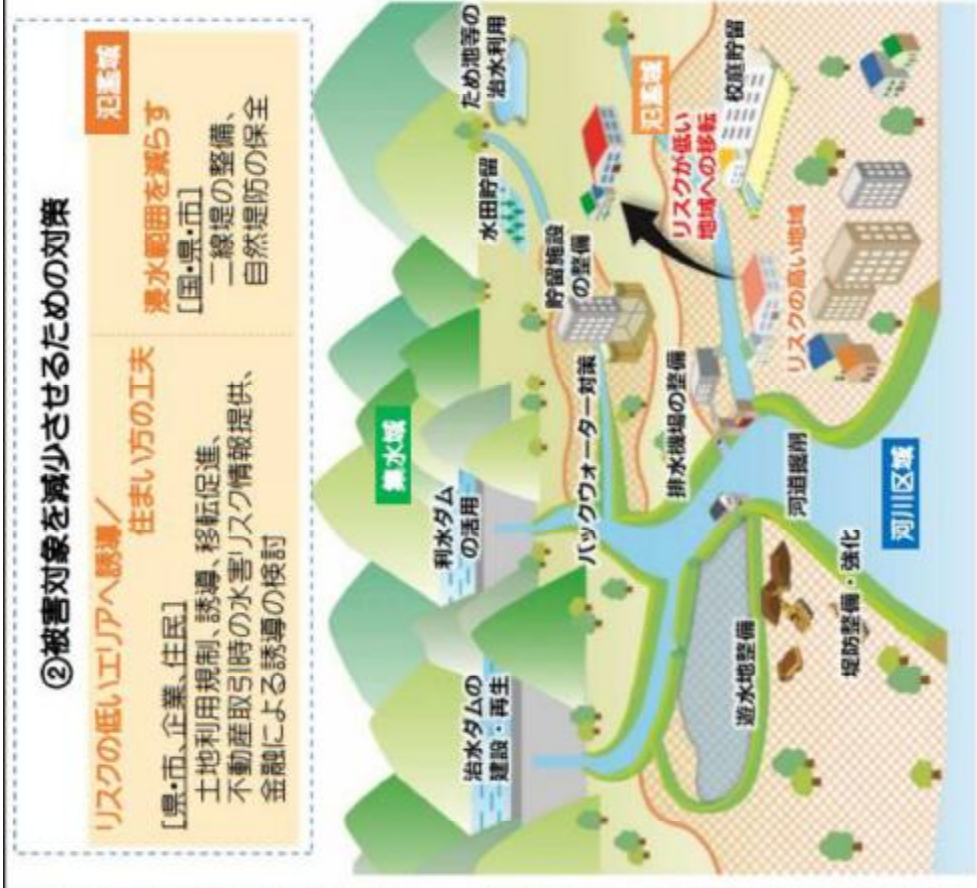 ②被害対象を減少させるための対策
リスクの低いエリアへ誘導／
住まい方の工夫
[県・市、企業、住民]
土地利用規制、誘導、移転促進、
不動産取引時の水害リスク情報提供、
金融による誘導の検討
氾濫域
浸水範囲を減らす
[国・県・市]
二線堤の整備、
自然堤防の保全
集水域
治水ダムの
建設・再生
利水ダム
の活用
水田貯留
ため池等の
治水利用
貯留施設
の整備
バックウォーター対策
氾濫域
リスクが低い
地域への移転
校庭貯留
排水機場の整備
遊水地整備
河道掘削
リスクの高い地域
堤防整備・強化
河川区域